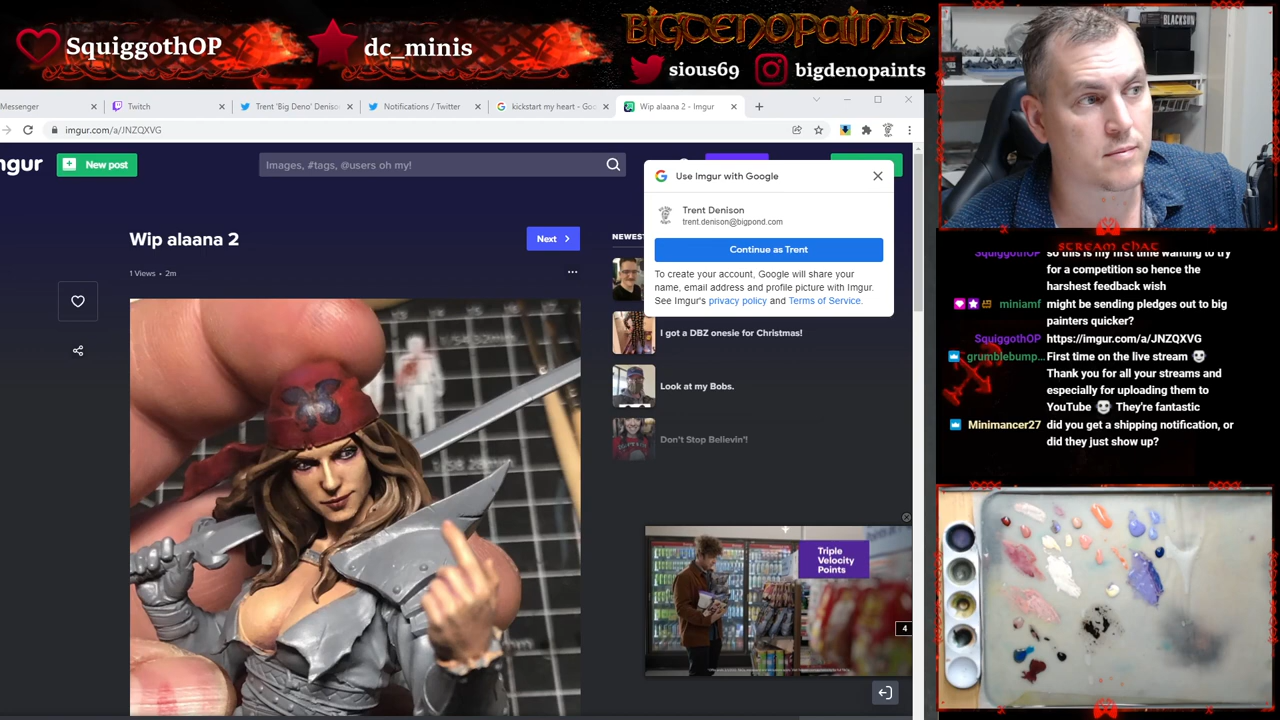 SquiggothOP
dc_minis
BIGDENOPAINTS
sious69
bigdenopaints
Messenger
Twitch
Trent 'Big Deno' Deniso
Notifications / Twitter
kickstart my heart - Goo
Wip alaana 2 - Imgur
imgur.com/a/JNZQXVG
ngur
New post
Images, #tags, @users oh my!
Use Imgur with Google
Trent Denison
trent.denison@bigpond.com
Continue as Trent
To create your account, Google will share your
name, email address and profile picture with Imgur.
See Imgur's privacy policy and Terms of Service.
Wip alaana 2
Next
1 Views • 2m
NEWES
I got a DBZ onesie for Christmas!
Look at my Bobs.
Don't Stop Believin'!
Triple
Velocity
Points
4
BLACKSUN
STREAM CHAT
SquiggothOP so this is my first time wanting to try
for a competition so hence the
harshest feedback wish
miniamf might be sending pledges out to big
painters quicker?
SquiggothOP https://imgur.com/a/JNZQXVG
grumblebump... First time on the live stream
Thank you for all your streams and
especially for uploading them to
YouTube They're fantastic
Minimancer27 did you get a shipping notification, or
did they just show up?